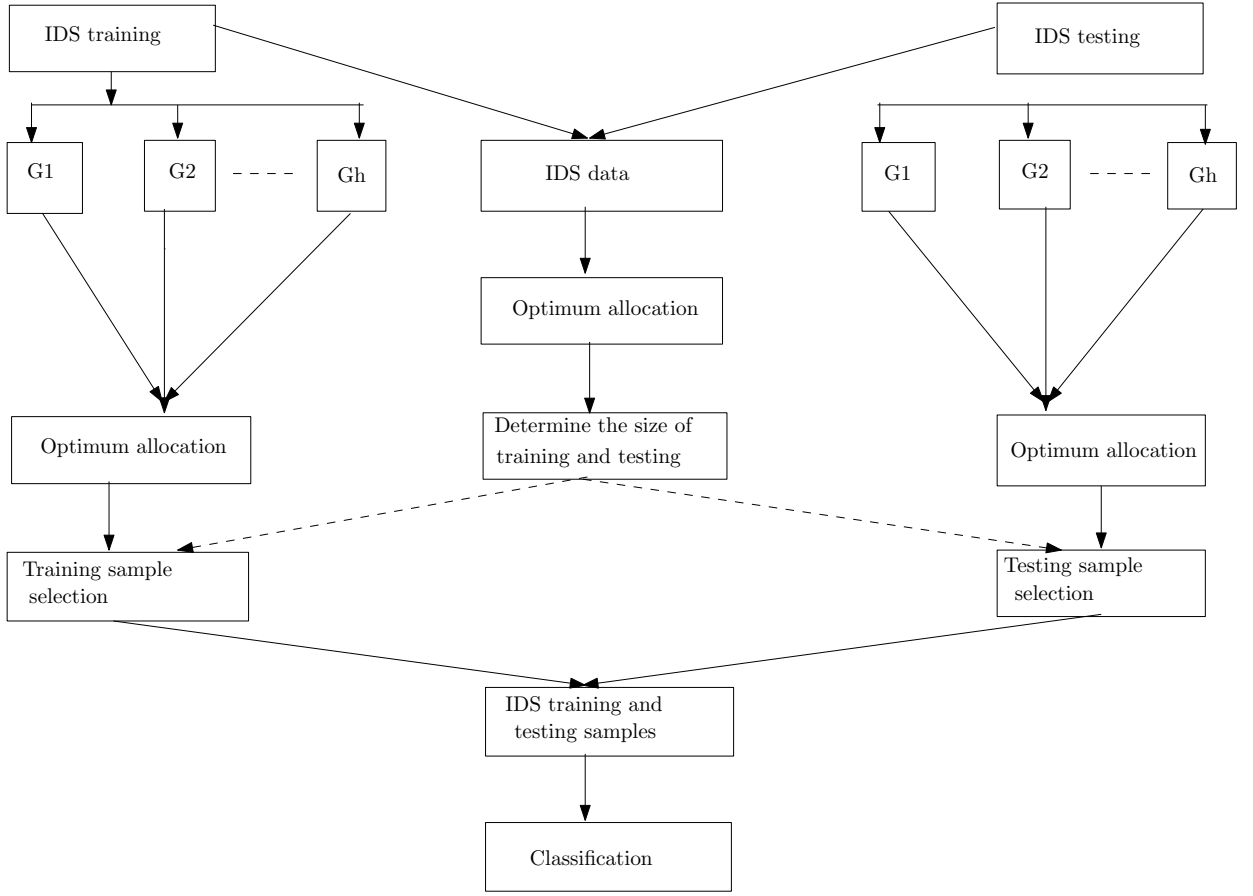 IDS training
IDS testing
G1
G2
Gh
IDS data
G1
G2
Gh
Optimum allocation
Optimum allocation
Determine the size of
training and testing
Optimum allocation
Training sample
selection
Testing sample
selection
IDS training and
testing samples
Classification